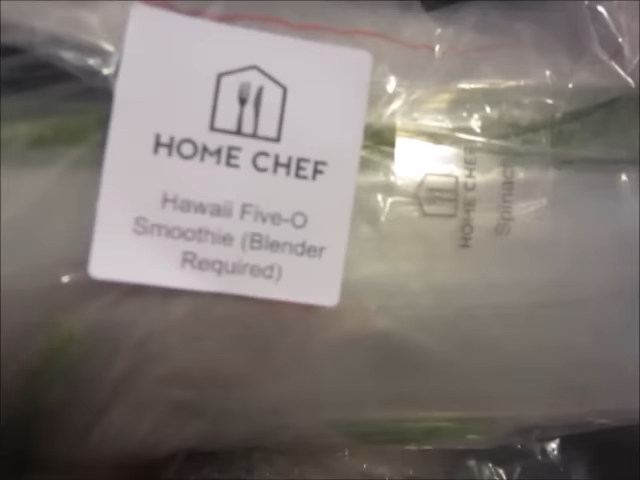 HOME CHEF
Hawaii Five-O
Smoothie (Blender
Required)
HOME CHEF
Spinach